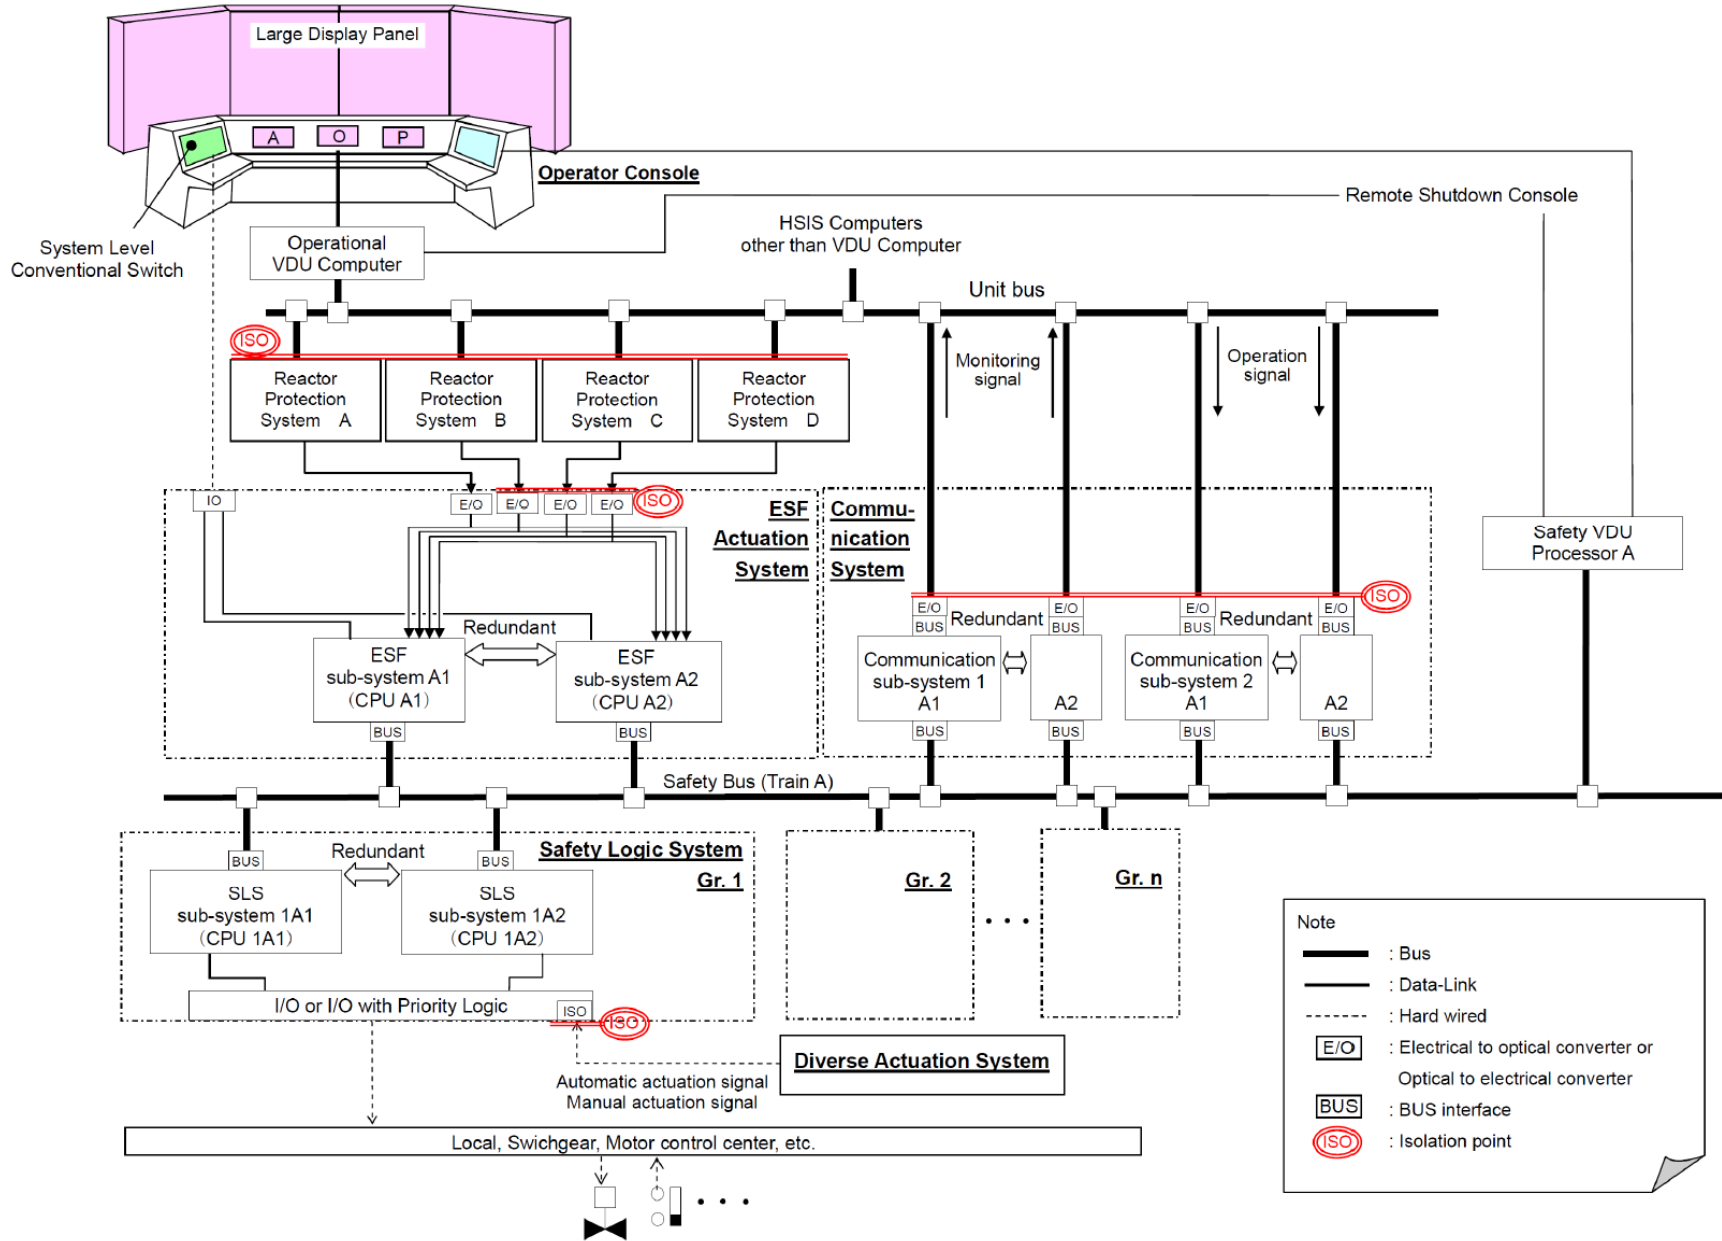 Large Display Panel
A
O
P
Operator Console
System Level
Conventional Switch
Operational
VDU Computer
HSIS Computers
other than VDU Computer
Remote Shutdown Console
Unit bus
ISO
Reactor
Protection
System A
Reactor
Protection
System B
Reactor
Protection
System C
Reactor
Protection
System D
Monitoring
signal
Operation
signal
IO
E/O
E/O
E/O
E/O
ISO
ESF
Actuation
System
Commu-
nication
System
Safety VDU
Processor A
ISO
E/O
BUS
Redundant
E/O
BUS
E/O
BUS
Redundant
E/O
BUS
Redundant
ESF
sub-system A1
(CPU A1)
BUS
ESF
sub-system A2
(CPU A2)
BUS
Communication
sub-system 1
A1
BUS
A2
BUS
Communication
sub-system 2
A1
BUS
A2
BUS
Safety Bus (Train A)
BUS
Redundant
BUS
Safety Logic System
Gr. 1
SLS
sub-system 1A1
(CPU 1A1)
SLS
sub-system 1A2
(CPU 1A2)
I/O or I/O with Priority Logic
ISO
ISO
Gr. 2
Gr. n
Diverse Actuation System
Automatic actuation signal
Manual actuation signal
Local, Swichgear, Motor control center, etc.
Note
: Bus
: Data-Link
: Hard wired
E/O : Electrical to optical converter or
Optical to electrical converter
BUS : BUS interface
ISO : Isolation point